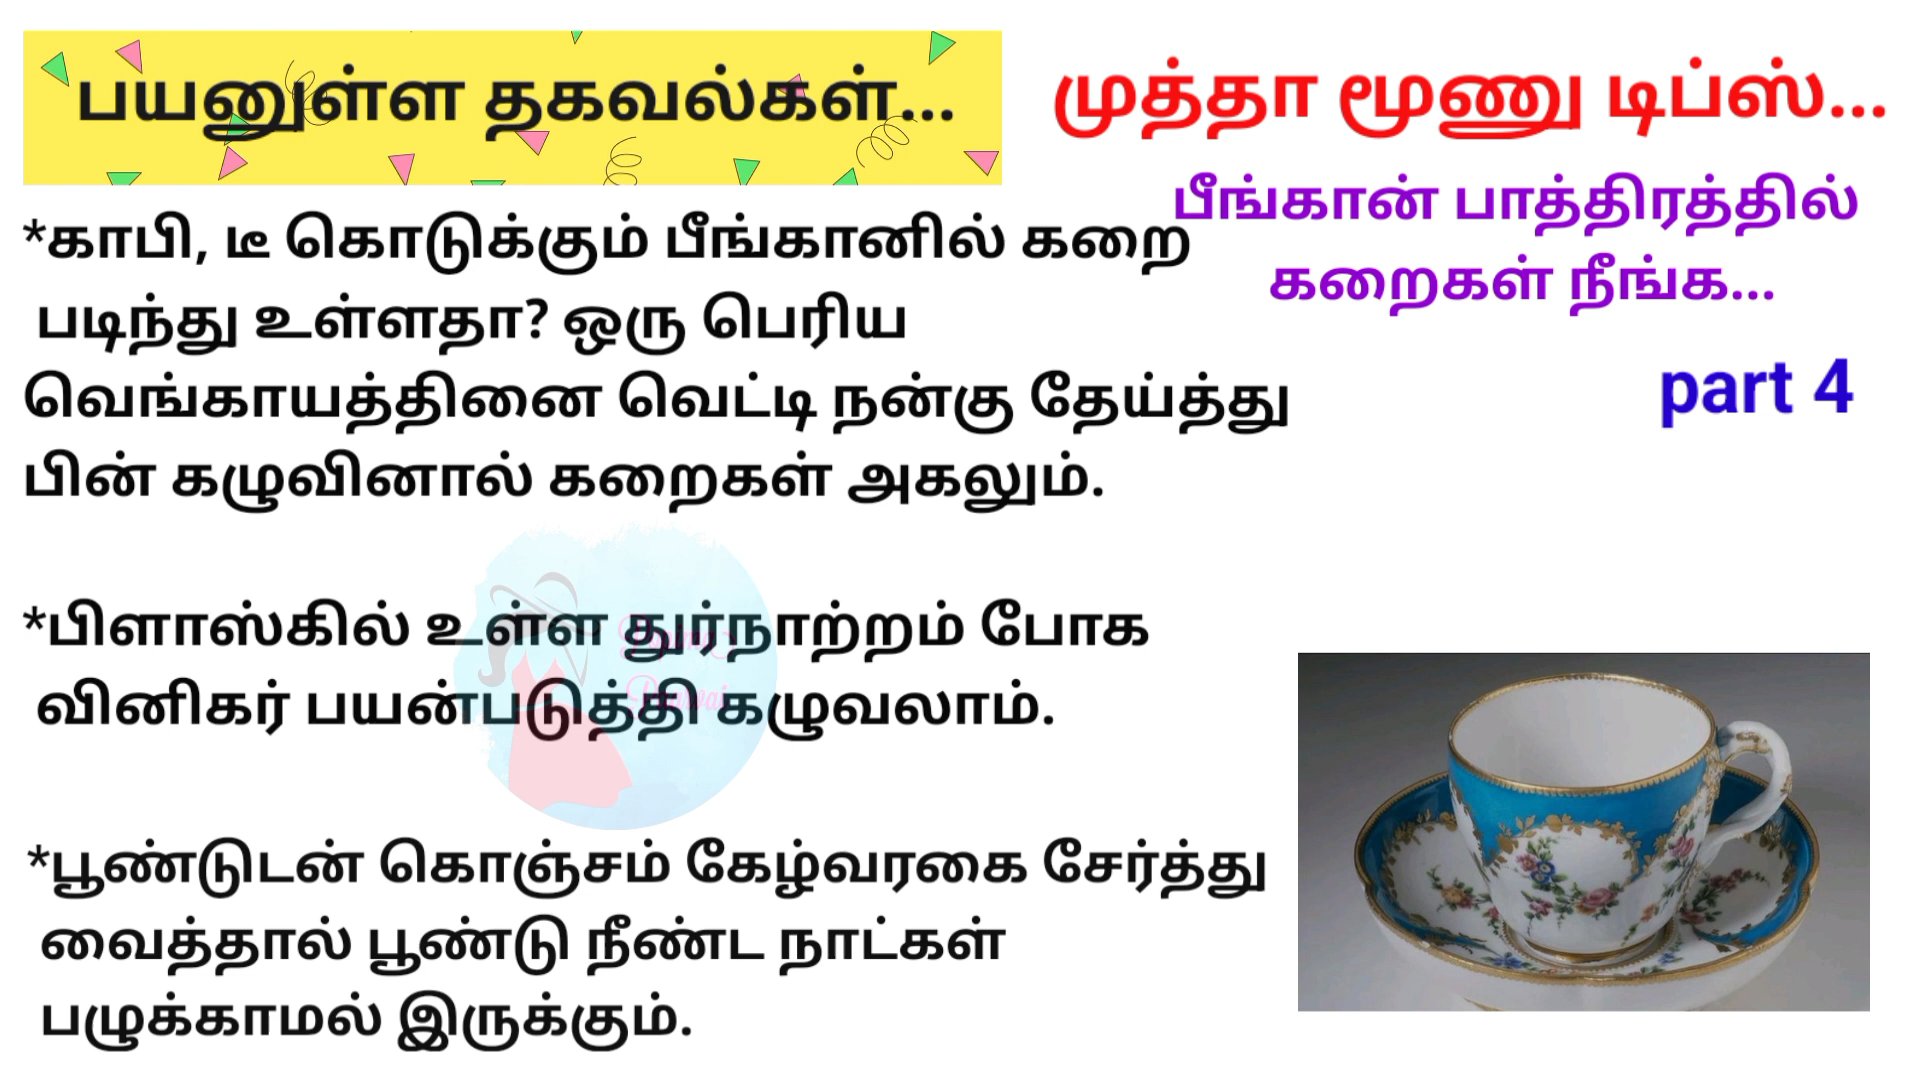 பயனுள்ள தகவல்கள்...
முத்தா மூணு டிப்ஸ்...
பீங்கான் பாத்திரத்தில்
கறைகள் நீங்க...
part 4
*காபி, டீ கொடுக்கும் பீங்கானில் கறை
படிந்து உள்ளதா? ஒரு பெரிய
வெங்காயத்தினை வெட்டி நன்கு தேய்த்து
பின் கழுவினால் கறைகள் அகலும்.
*பிளாஸ்கில் உள்ள துர்நாற்றம் போக
வினிகர் பயன்படுத்தி கழுவலாம்.
*பூண்டுடன் கொஞ்சம் கேழ்வரகை சேர்த்து
வைத்தால் பூண்டு நீண்ட நாட்கள்
பழுக்காமல் இருக்கும்.